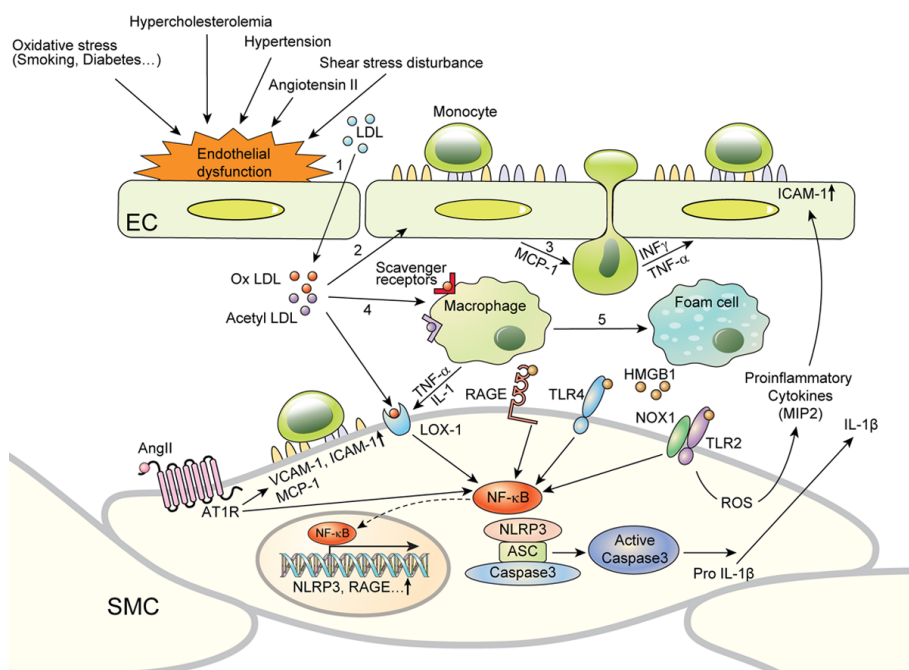 Hypercholesterolemia
Oxidative stress
(Smoking, Diabetes...)
Hypertension
Shear stress disturbance
Angiotensin II
LDL
Monocyte
Endothelial
dysfunction
1
ICAM-1
EC
2
3
MCP-1
INFγ
TNF-α
Ox LDL
Acetyl LDL
Scavenger
receptors
4
Macrophage
5
Foam cell
TNF-α
IL-1
RAGE
TLR4
HMGB1
NOX1
TLR2
Proinflammatory
Cytokines
(MIP2)
IL-1β
LOX-1
AngII
VCAM-1, ICAM-1
MCP-1
AT1R
ROS
NF-κB
NF-κB
NLRP3, RAGE...
NLRP3
ASC
Caspase3
Active
Caspase3
Pro IL-1β
SMC